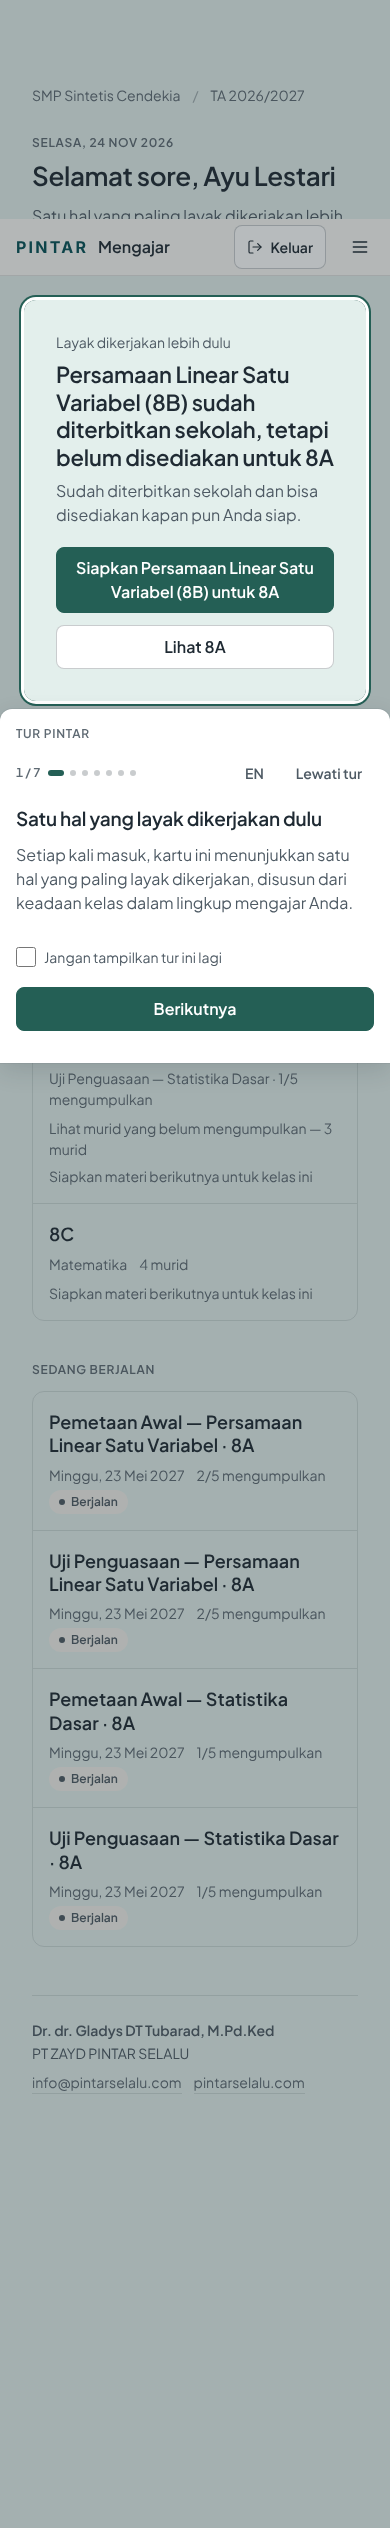 SMP Sintetis Cendekia / TA 2026/2027
SELASA, 24 NOV 2026
Selamat sore, Ayu Lestari
Satu hal yang paling layak dikerjakan lebih
PINTAR Mengajar Keluar
Layak dikerjakan lebih dulu
Persamaan Linear Satu
Variabel (8B) sudah
diterbitkan sekolah, tetapi
belum disediakan untuk 8A
Sudah diterbitkan sekolah dan bisa
disediakan kapan pun Anda siap.
Siapkan Persamaan Linear Satu
Variabel (8B) untuk 8A
Lihat 8A
TUR PINTAR
1 / 7 EN Lewati tur
Satu hal yang layak dikerjakan dulu
Setiap kali masuk, kartu ini menunjukkan satu
hal yang paling layak dikerjakan, disusun dari
keadaan kelas dalam lingkup mengajar Anda.
Jangan tampilkan tur ini lagi
Berikutnya
Uji Penguasaan — Statistika Dasar · 1/5
mengumpulkan
Lihat murid yang belum mengumpulkan — 3
murid
Siapkan materi berikutnya untuk kelas ini
8C
Matematika 4 murid
Siapkan materi berikutnya untuk kelas ini
SEDANG BERJALAN
Pemetaan Awal — Persamaan
Linear Satu Variabel · 8A
Minggu, 23 Mei 2027 2/5 mengumpulkan
Berjalan
Uji Penguasaan — Persamaan
Linear Satu Variabel · 8A
Minggu, 23 Mei 2027 2/5 mengumpulkan
Berjalan
Pemetaan Awal — Statistika
Dasar · 8A
Minggu, 23 Mei 2027 1/5 mengumpulkan
Berjalan
Uji Penguasaan — Statistika Dasar
· 8A
Minggu, 23 Mei 2027 1/5 mengumpulkan
Berjalan
Dr. dr. Gladys DT Tubarad, M.Pd.Ked
PT ZAYD PINTAR SELALU
info@pintarselalu.com pintarselalu.com